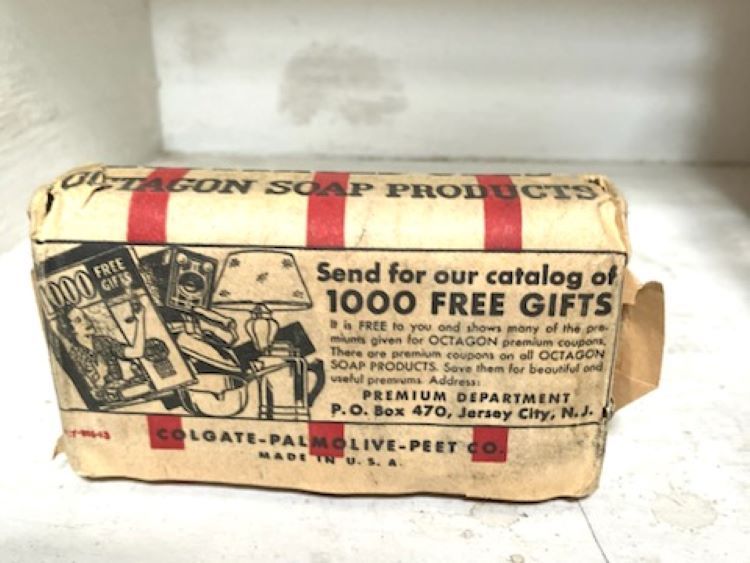 OCTAGON SOAP PRODUCTS
1000 FREE GIFTS
Send for our catalog of
1000 FREE GIFTS
It is FREE to you and shows many of the pre-
miums given for OCTAGON premium coupons.
There are premium coupons on all OCTAGON
SOAP PRODUCTS. Save them for beautiful and
useful premiums. Address:
PREMIUM DEPARTMENT
P.O. Box 470, Jersey City, N.J.
COLGATE-PALMOLIVE-PEET CO.
MADE IN U.S.A.